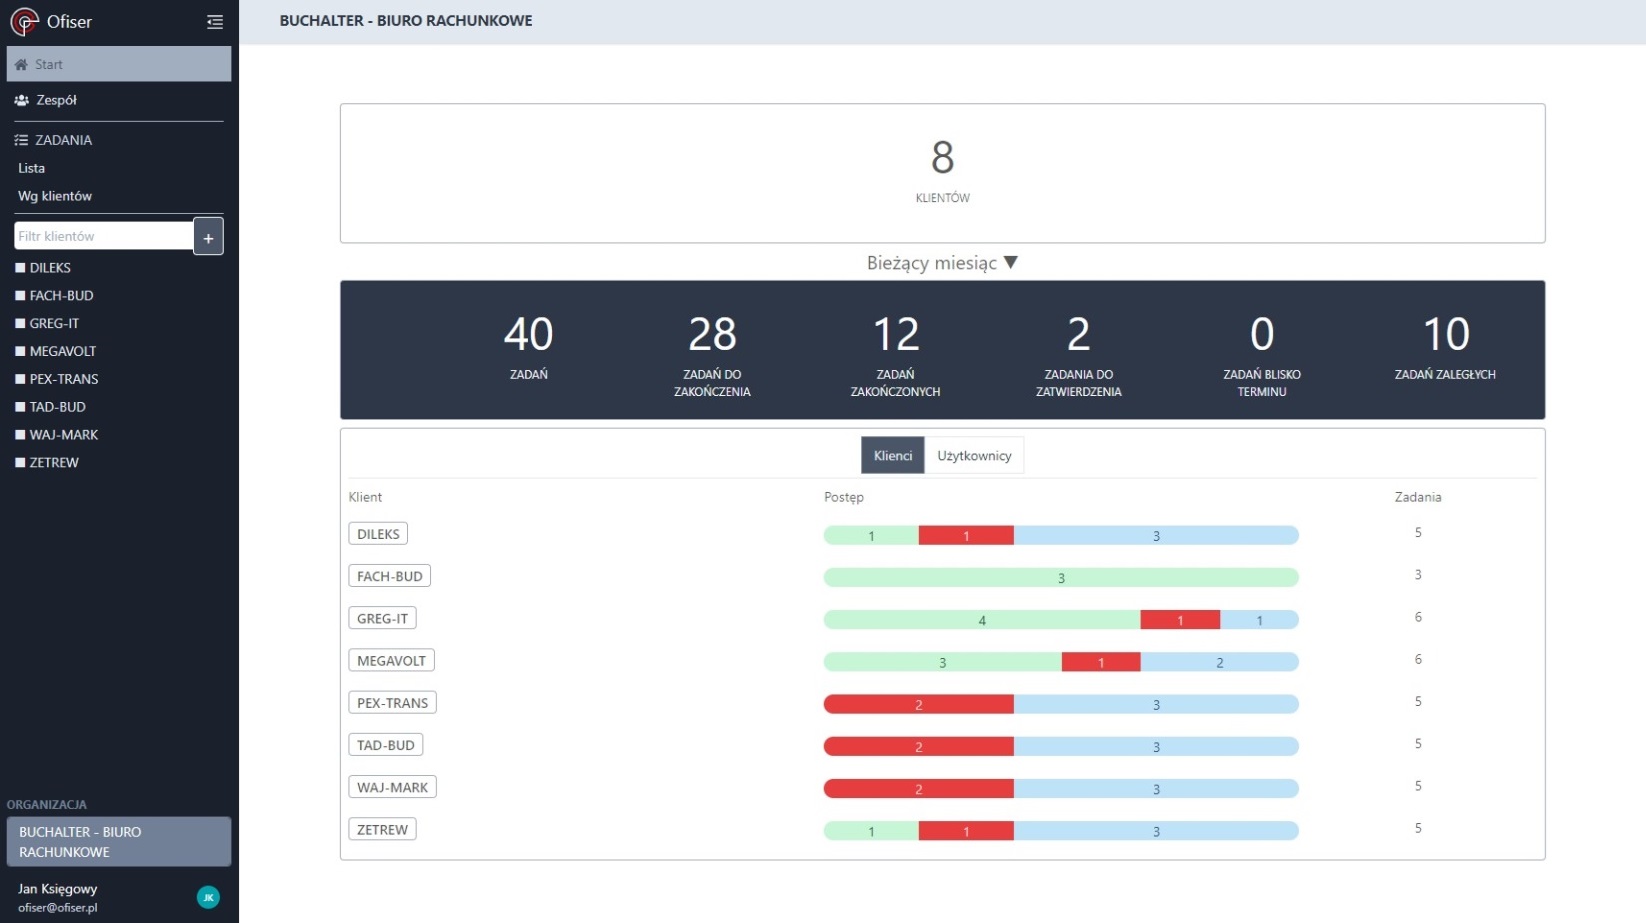 Ofiser
Start
Zespół
ZADANIA
Lista
Wg klientów
Filtr klientów
+
DILEKS
FACH-BUD
GREG-IT
MEGAVOLT
PEX-TRANS
TAD-BUD
WAJ-MARK
ZETREW
ORGANIZACJA
BUCHALTER - BIURO
RACHUNKOWE
Jan Księgowy
ofiser@ofiser.pl
JK
BUCHALTER - BIURO RACHUNKOWE
8
KLIENTÓW
Bieżący miesiąc ▼
40 28 12 2 0 10
ZADAŃ ZADAŃ DO ZADAŃ ZADANIA DO ZADAŃ BLISKO ZADAŃ ZALEGŁYCH
ZAKOŃCZENIA ZAKOŃCZONYCH ZATWIERDZENIA TERMINU
Klienci Użytkownicy
Klient Postęp Zadania
DILEKS 1 1 3 5
FACH-BUD 3 3
GREG-IT 4 1 1 6
MEGAVOLT 3 1 2 6
PEX-TRANS 2 3 5
TAD-BUD 2 3 5
WAJ-MARK 2 3 5
ZETREW 1 1 3 5